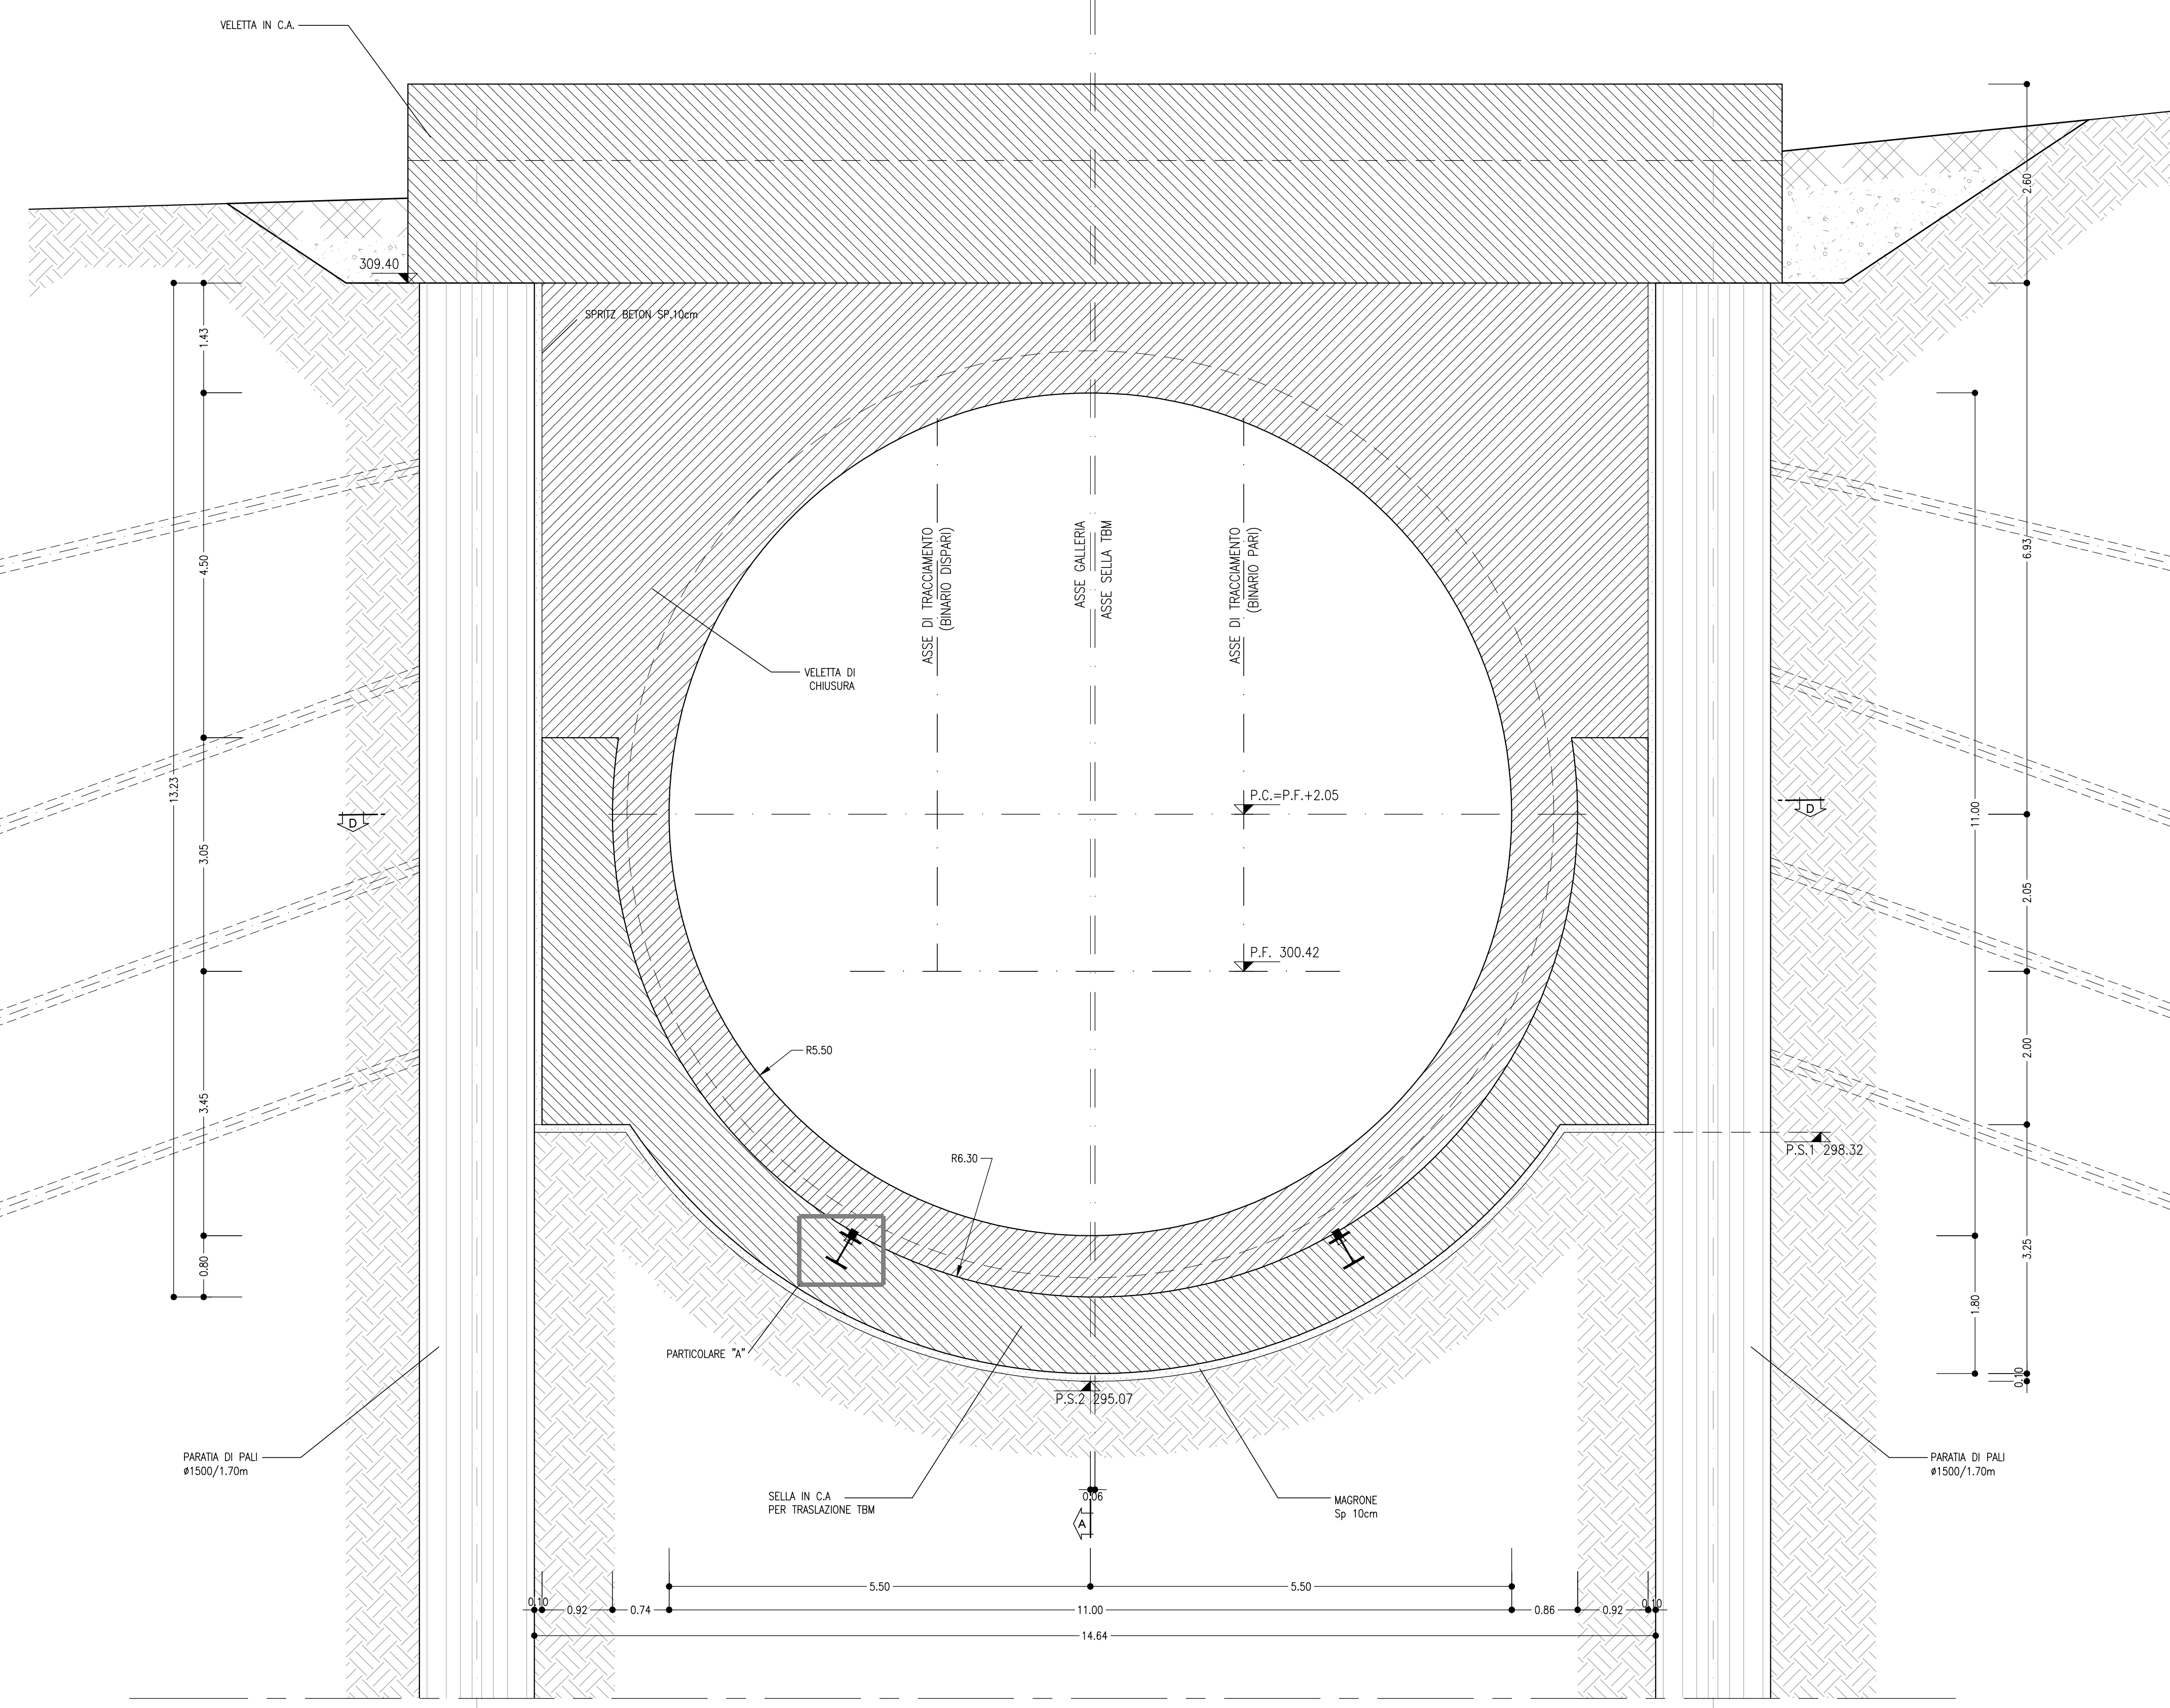 VELETTA IN C.A.
2.60
309.40
SPRITZ BETON SP.10cm
1.43
4.50
13.23
3.05
3.45
0.80
ASSE DI TRACCIAMENTO
(BINARIO DISPARI)
ASSE GALLERIA
ASSE SELLA TBM
ASSE DI TRACCIAMENTO
(BINARIO PARI)
6.93
VELETTA DI
CHIUSURA
P.C.=P.F.+2.05
D
D
11.00
2.05
P.F. 300.42
R5.50
2.00
P.S.1 298.32
R6.30
3.25
1.80
0.10
PARTICOLARE "A"
P.S.2 295.07
PARATIA DI PALI
ø1500/1.70m
PARATIA DI PALI
ø1500/1.70m
SELLA IN C.A
PER TRASLAZIONE TBM
0.06
MAGRONE
Sp 10cm
A
5.50
5.50
0.10
0.92
0.74
11.00
0.86
0.92
0.10
14.64